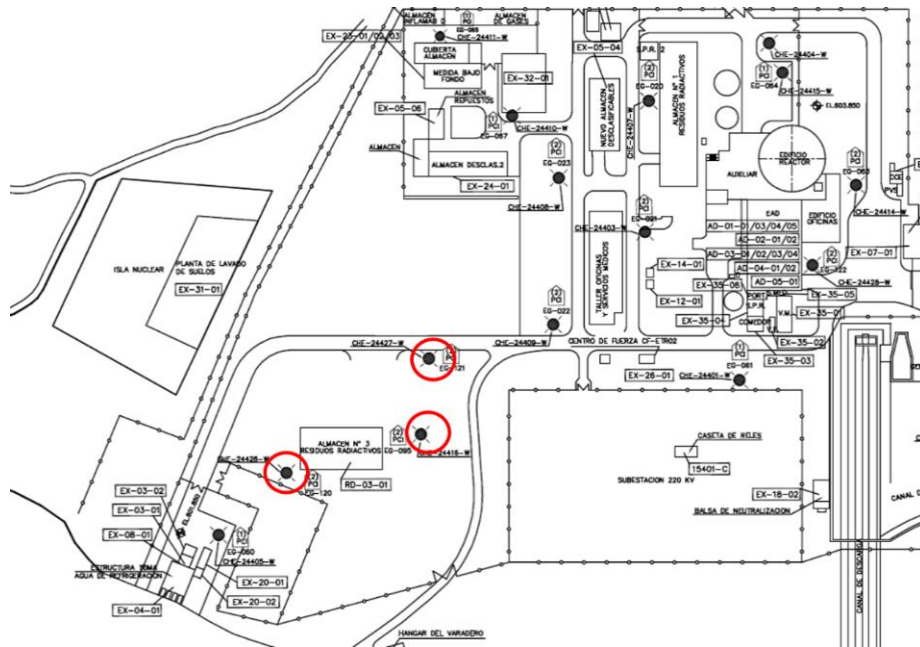 ALMACÉN
INFLAMAB
ALMACEN
DE GASES
EX-23-01/02/03
CHE-24411-W
CUBIERTA
ALMACEN
MEDIDA BAJO
FONDO
EX-32-01
EX-05-06
ALMACEN
REPUESTOS
ALMACEN
EG-067
CHE-24410-W
ALMACEN DESCLAS.2
EX-24-01
EX-05-04
NUEVO ALMACEN
DESCLASIFICABLES
S.P.R. 2
EG-020
CHE-24407-W
ALMACEN Nº 1
RESIDUOS RADIACTIVOS
CHE-24404-W
EG-064
CHE-24415-W
EL.803.850
EDIFICIO
REACTOR
AUXILIAR
EG-063
CHE-24414-W
EG-023
CHE-24408-W
EG-021
CHE-24403-W
TALLER OFICINAS
Y SERVICIOS MEDICOS
EAD
AD-01-01/03/04/05
AD-02-01/02
AD-03-01/02/03/04
AD-04-01/02
AD-05-01
EDIFICIO
OFICINAS
EX-07-01
EG-122
CHE-24428-W
EX-14-01
EX-12-01
EX-35-06
EX-35-05
PORT
S.P.R.
V.M.
EX-35-01
EX-35-04
COMEDOR
EX-35-02
EX-35-03
ISLA NUCLEAR
PLANTA DE LAVADO
DE SUELOS
EX-31-01
EG-022
CHE-24409-W
CENTRO DE FUERZA CF-ETR02
CHE-24427-W
EG-121
EX-26-01
CHE-24401-W
EG-061
ALMACEN Nº 3
RESIDUOS RADIACTIVOS
RD-03-01
EG-095
CHE-24416-W
CHE-24426-W
EG-120
CASETA DE RELES
15401-C
SUBESTACION 220 KV
EX-18-02
BALSA DE NEUTRALIZACION
CANAL D
CANAL DE DESCARGA
EX-03-02
EX-03-01
EX-08-01
EL.801.850
EG-060
CHE-24405-W
ESTRUCTURA TOMA
AGUA DE REFRIGERACION
EX-20-01
EX-20-02
EX-04-01
HANGAR DEL VARADERO